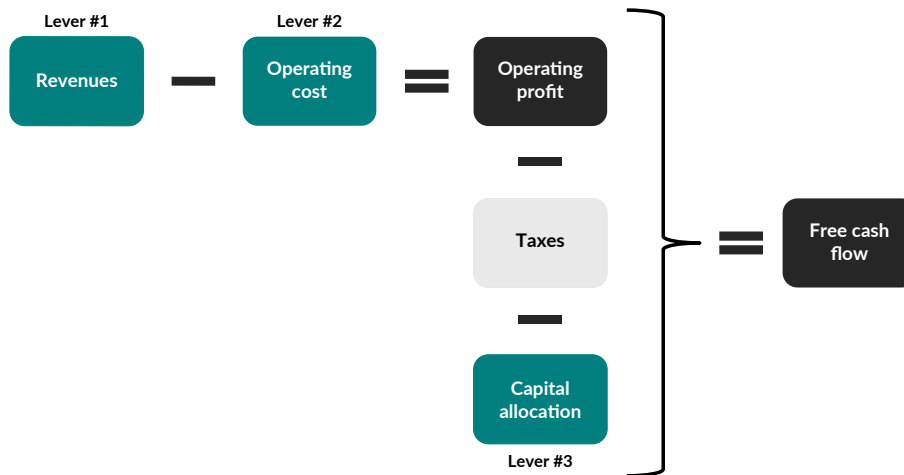 Lever #1
Lever #2
Revenues
Operating
cost
Operating
profit
Taxes
Free cash
flow
Capital
allocation
Lever #3